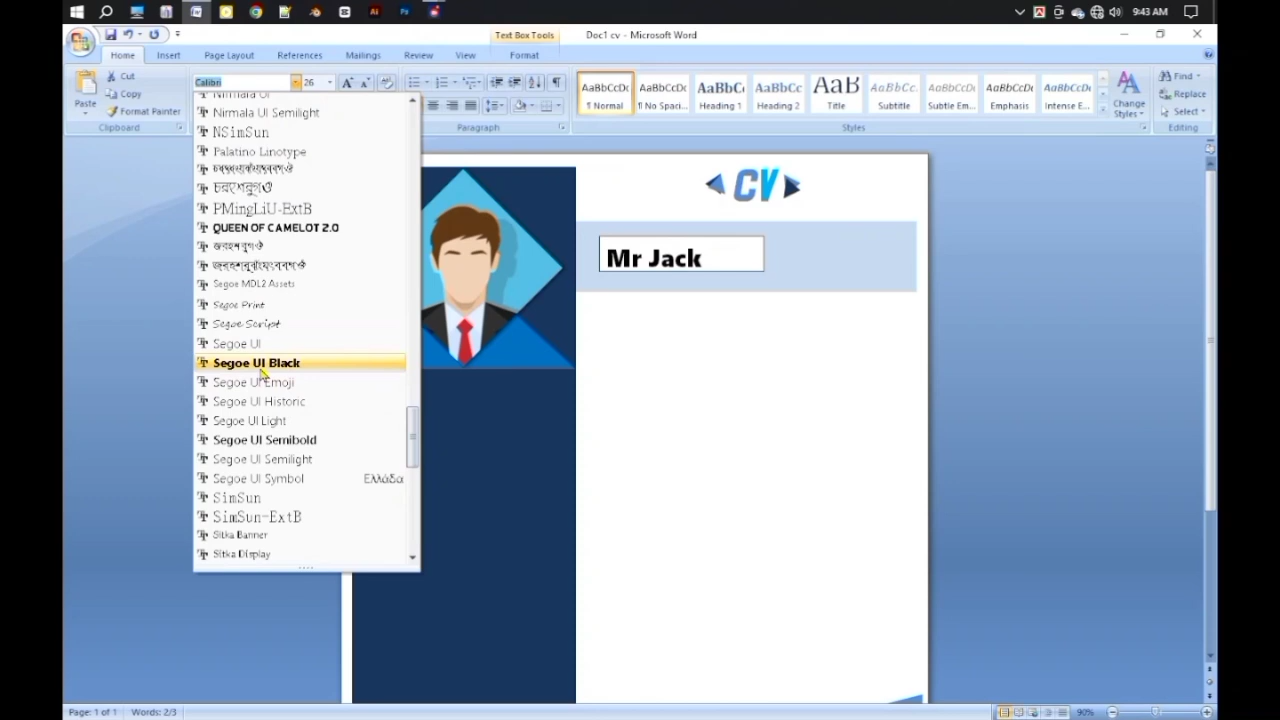 9:43 AM
Text Box Tools
Doc1 cv - Microsoft Word
Home
Insert
Page Layout
References
Mailings
Review
View
Format
Paste
Cut
Copy
Format Painter
Clipboard
Calibri
26
Paragraph
AaBbCcDc
¶ Normal
AaBbCcDc
¶ No Spaci...
AaBbC
Heading 1
AaBbCc
Heading 2
AaB
Title
AaBbCc.
Subtitle
AaBbCcDc
Subtle Em...
AaBbCcDc
Emphasis
AaBbCcDc
Intense E...
Change
Styles
Styles
Find
Replace
Select
Editing
Nirmala UI
Nirmala UI Semilight
NSimSun
Palatino Linotype
PMingLiU-ExtB
QUEEN OF CAMELOT 2.0
Segoe MDL2 Assets
Segoe Print
Segoe Script
Segoe UI
Segoe UI Black
Segoe UI Emoji
Segoe UI Historic
Segoe UI Light
Segoe UI Semibold
Segoe UI Semilight
Segoe UI Symbol Ελλάδα
SimSun
SimSun-ExtB
Sitka Banner
Sitka Display
CV
Mr Jack
Page: 1 of 1
Words: 2/3
90%